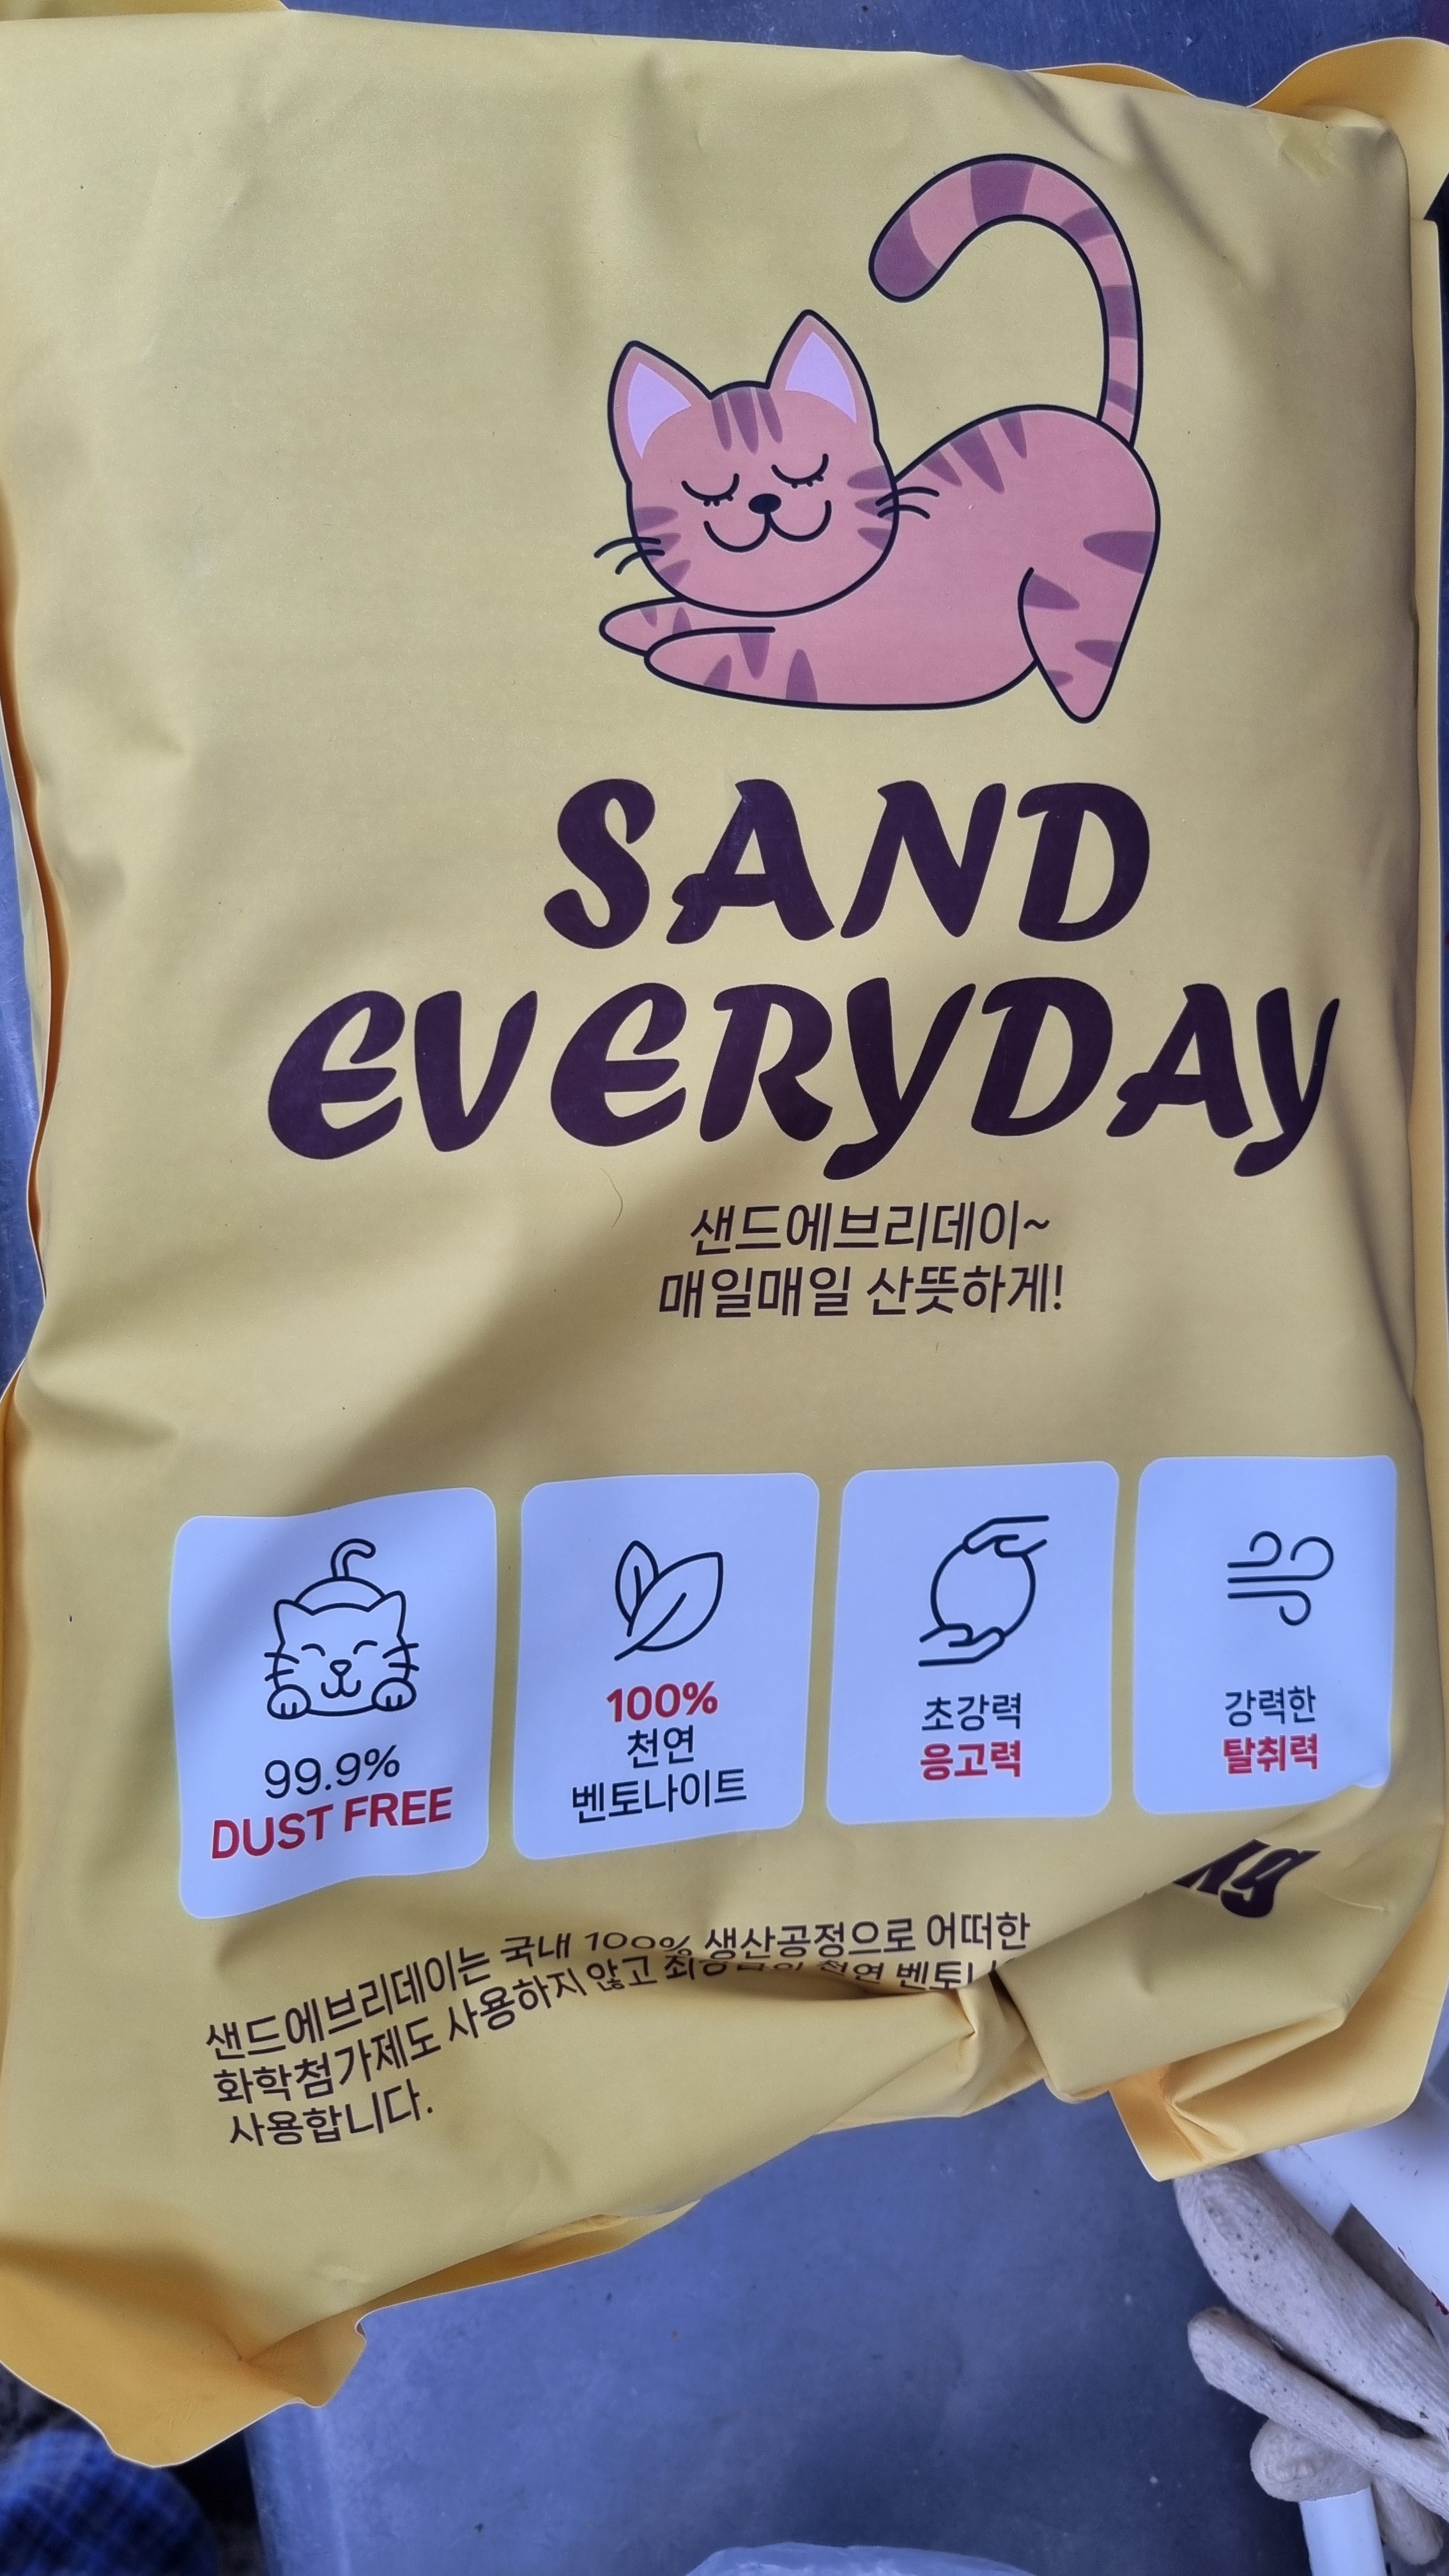 SAND
EVERYDAY
샌드에브리데이~
매일매일 산뜻하게!
99.9%
DUST FREE
100%
천연
벤토나이트
초강력
응고력
강력한
탈취력
kg
샌드에브리데이는 국내 100% 생산공정으로 어떠한
화학첨가제도 사용하지 않고 천연
사용합니다.